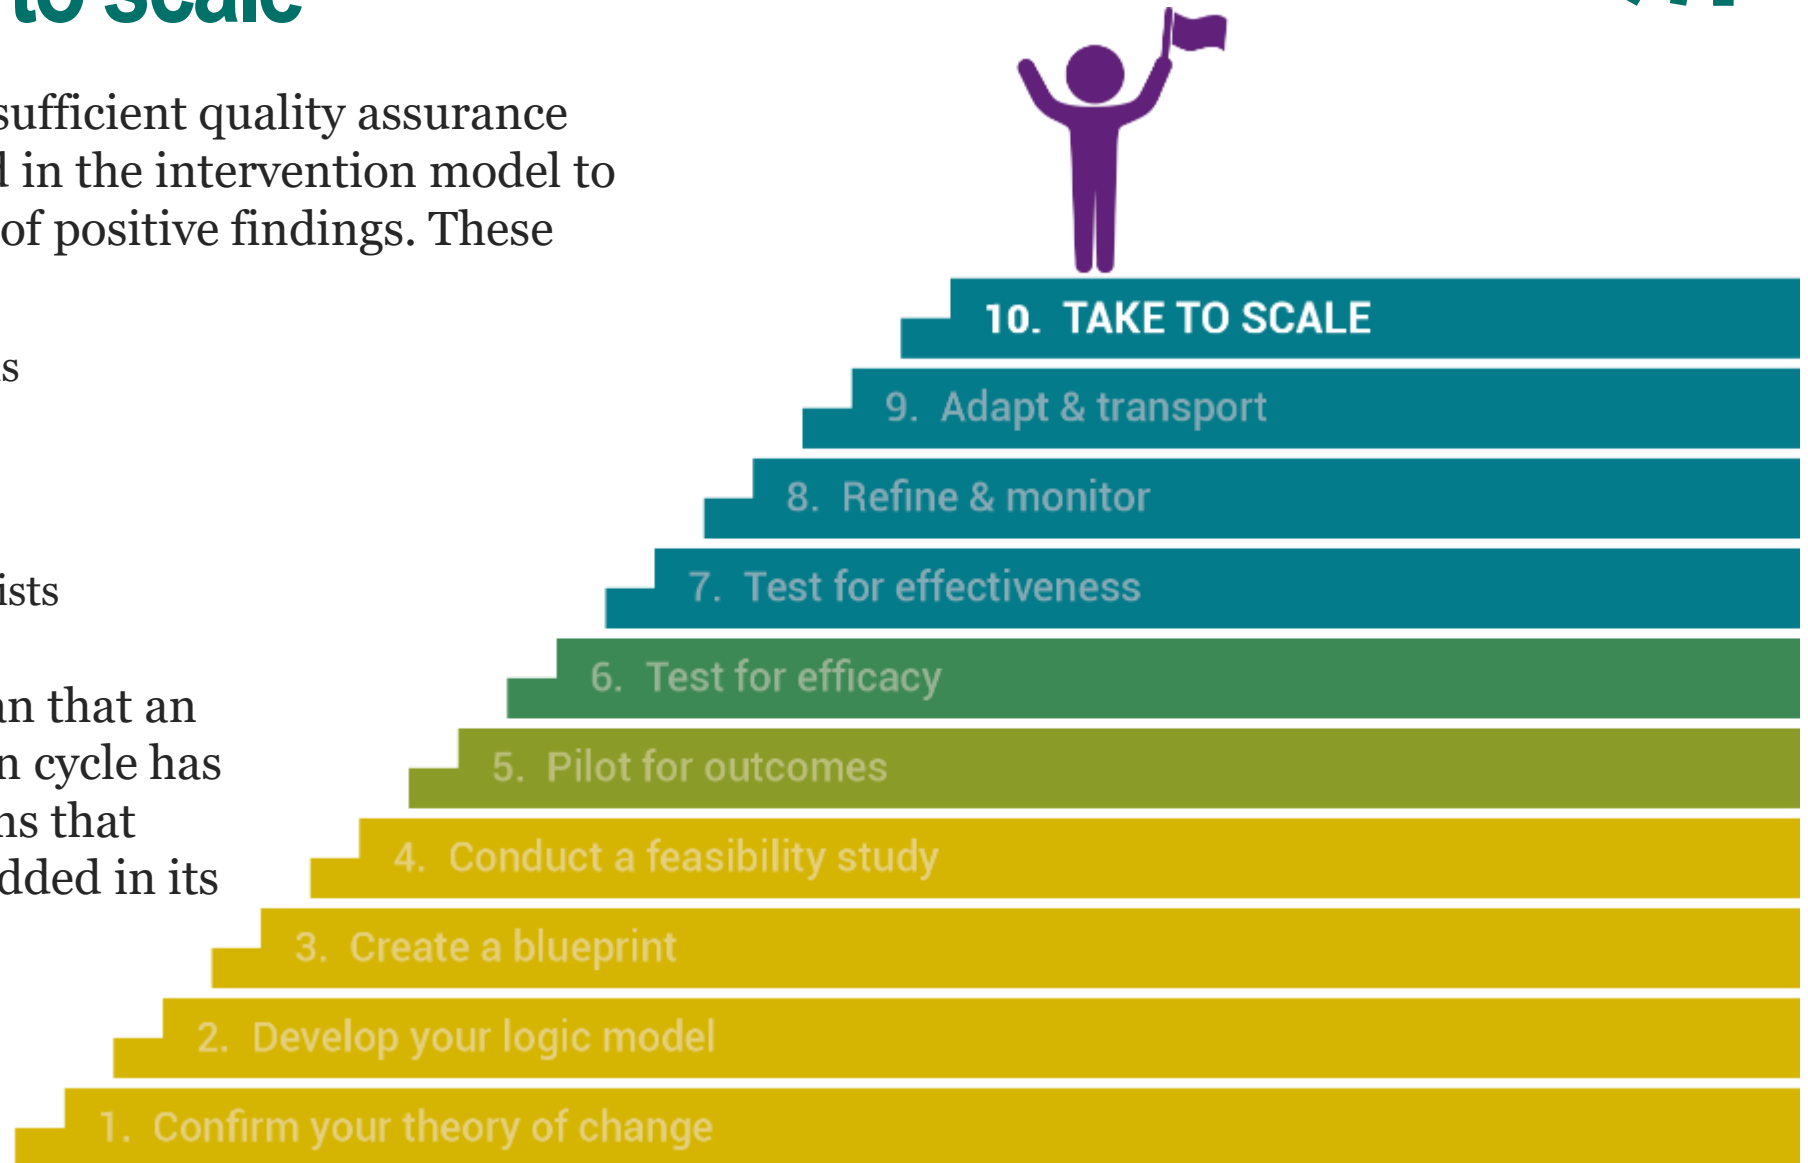 to scale
sufficient quality assurance
in the intervention model to
of positive findings. These
10. TAKE TO SCALE
9. Adapt & transport
8. Refine & monitor
7. Test for effectiveness
ists
6. Test for efficacy
that an
cycle has
5. Pilot for outcomes
that
4. Conduct a feasibility study
in its
3. Create a blueprint
2. Develop your logic model
1. Confirm your theory of change